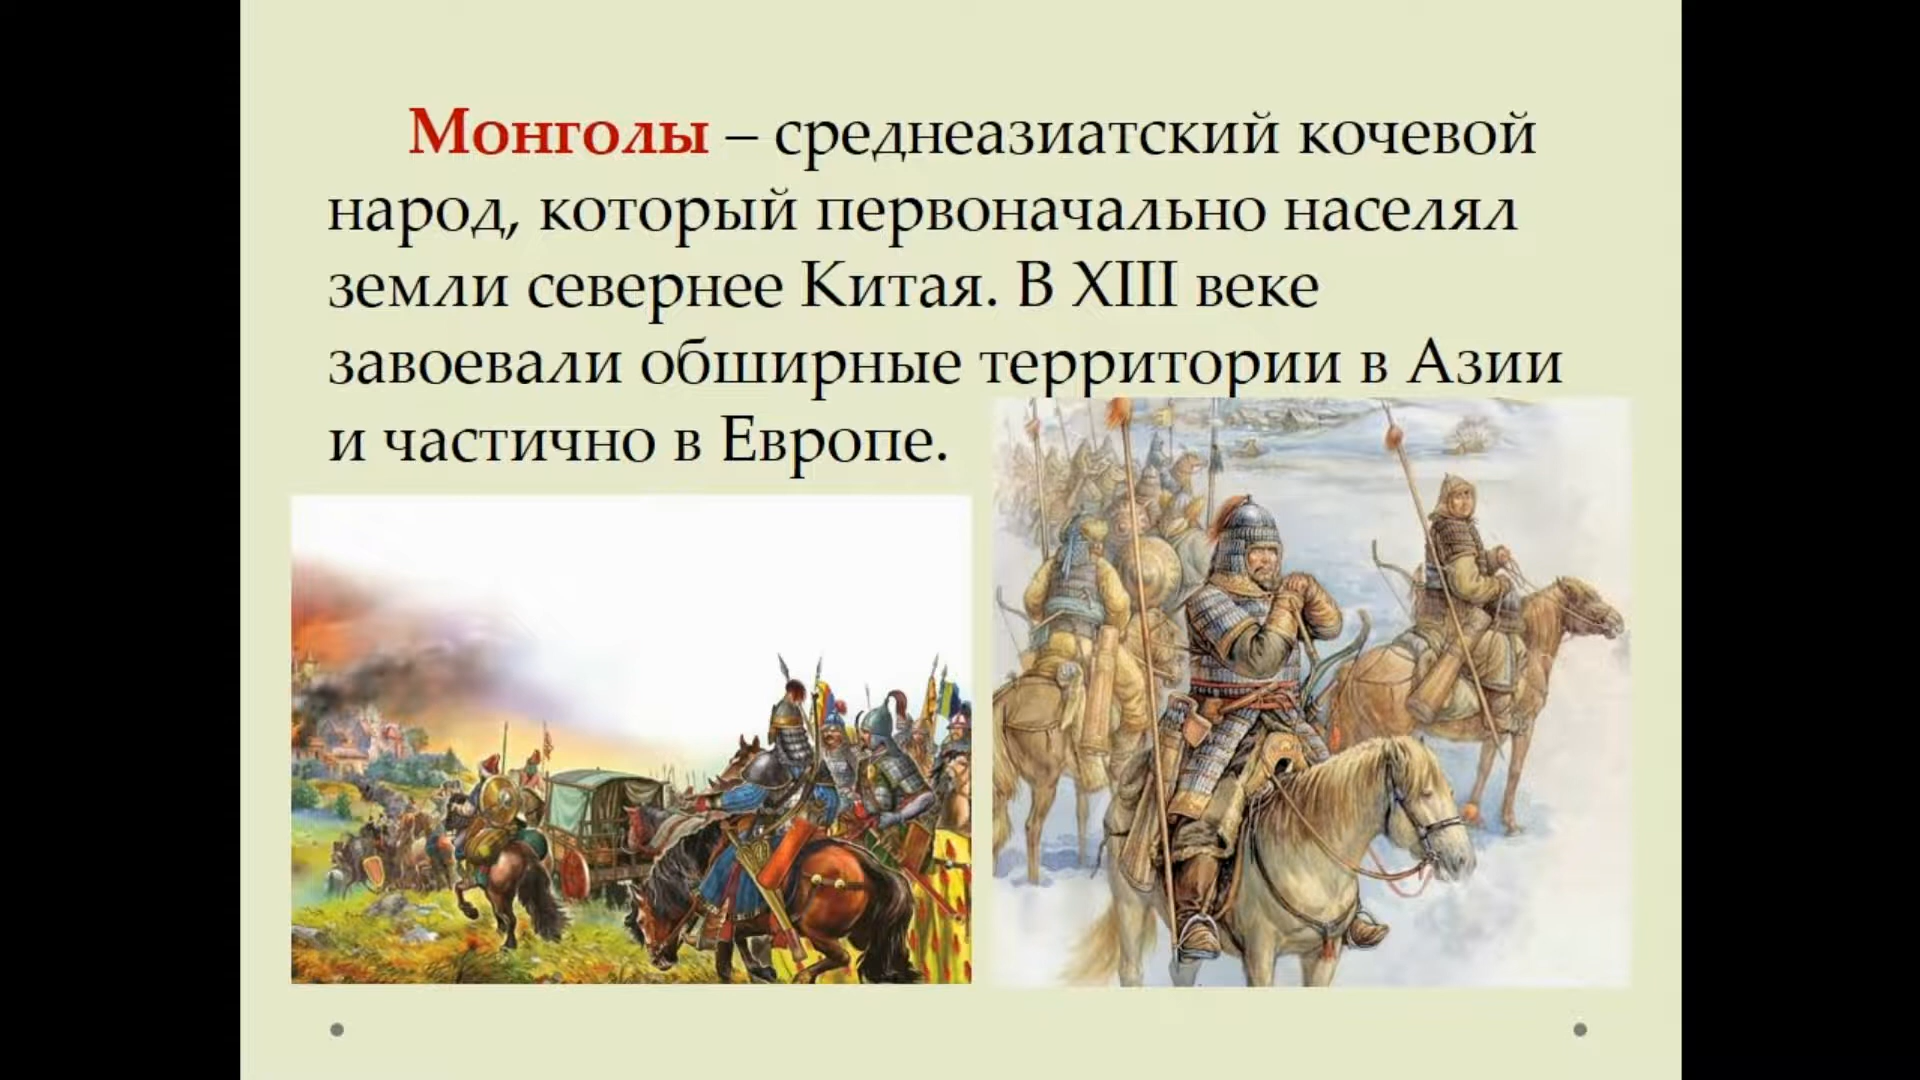 Монголы – среднеазиатский кочевой
народ, который первоначально населял
земли севернее Китая. В XIII веке
завоевали обширные территории в Азии
и частично в Европе.